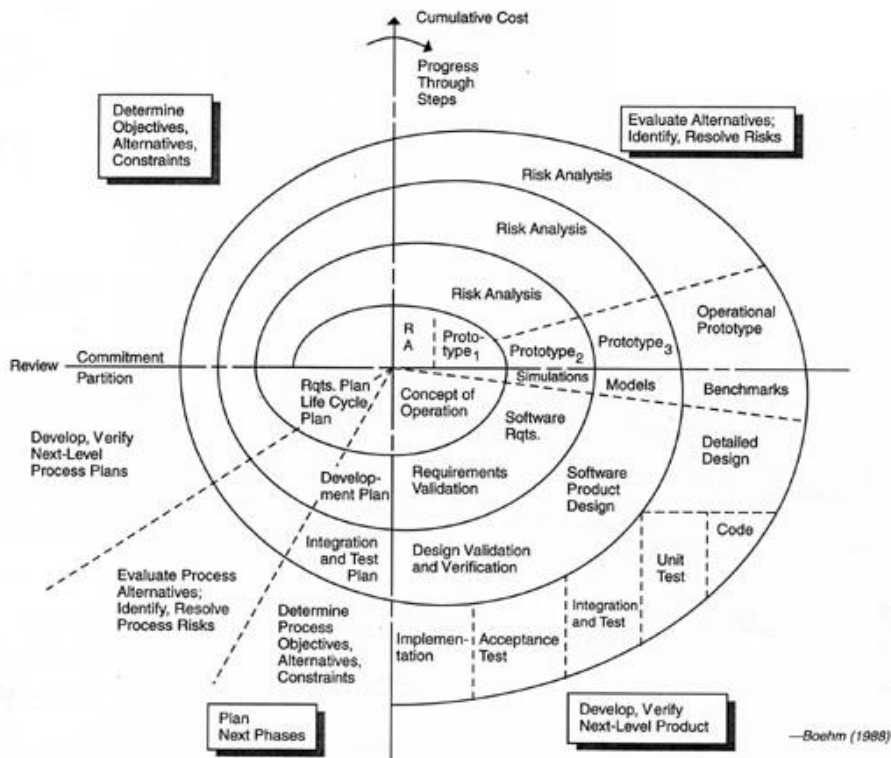 Cumulative Cost
Progress
Through
Steps
Determine
Objectives,
Alternatives,
Constraints
Evaluate Alternatives;
Identify, Resolve Risks
Risk Analysis
Risk Analysis
Risk Analysis
R
A
Proto-
type1
Prototype2
Prototype3
Operational
Prototype
Review
Commitment
Partition
Simulations
Models
Benchmarks
Rqts. Plan
Life Cycle
Plan
Concept of
Operation
Software
Rqts.
Detailed
Design
Develop, Verify
Next-Level
Process Plans
Develop-
ment Plan
Requirements
Validation
Software
Product
Design
Code
Unit
Test
Integration
and Test
Plan
Design Validation
and Verification
Integration
and Test
Evaluate Process
Alternatives;
Identify, Resolve
Process Risks
Determine
Process
Objectives,
Alternatives,
Constraints
Implemen-
tation
Acceptance
Test
Plan
Next Phases
Develop, Verify
Next-Level Product
—Boehm (1988)